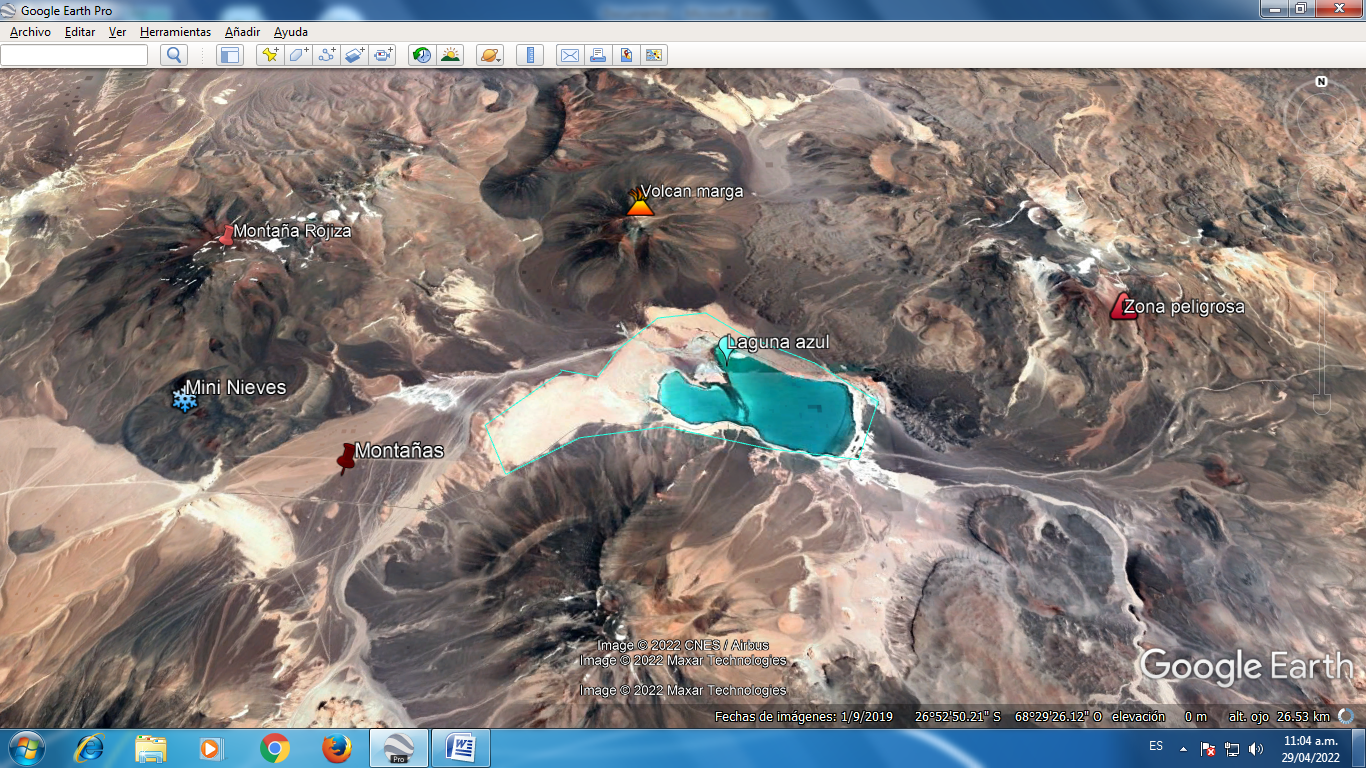 Google Earth Pro
Archivo Editar Ver Herramientas Añadir Ayuda
N
Volcan marga
Montaña Rojiza
Zona peligrosa
Laguna azul
Mini Nieves
Montañas
Image © 2022 CNES / Airbus
Image © 2022 Maxar Technologies
Image © 2022 Maxar Technologies
Google Earth
Fechas de imágenes: 1/9/2019 26°52'50.21" S 68°29'26.12" O elevación 0 m alt. ojo 26.53 km
Pro
ES
11:04 a.m.
29/04/2022